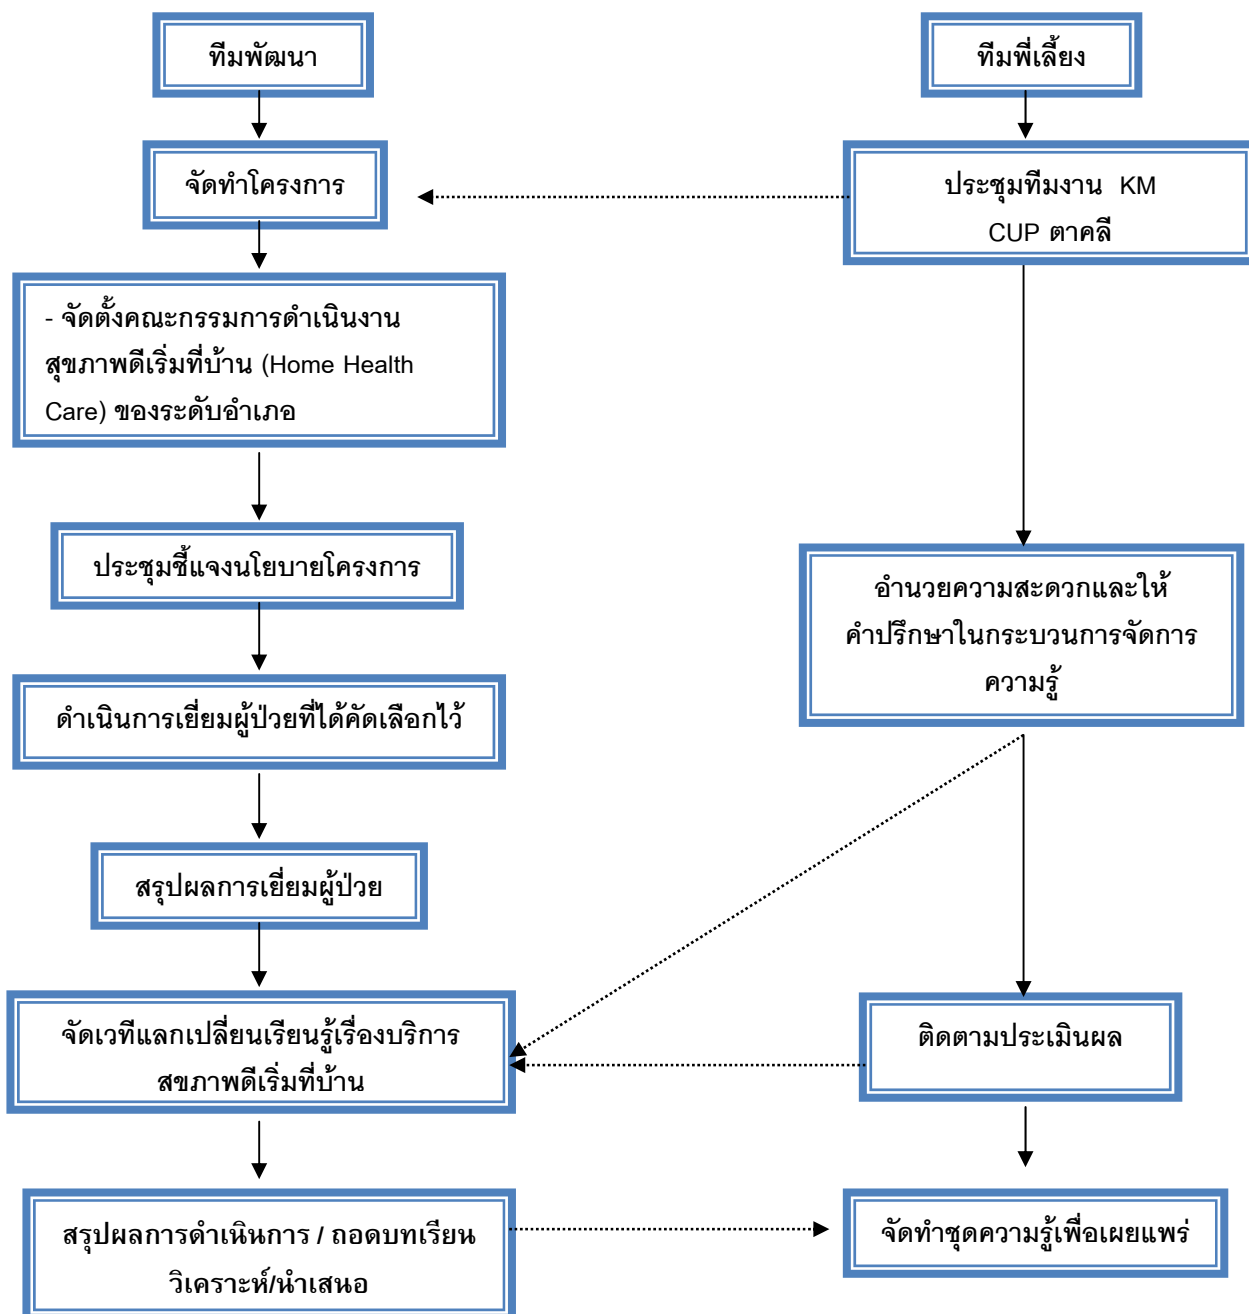 ทีมพัฒนา
ทีมพี่เลี้ยง
จัดทำโครงการ
ประชุมทีมงาน KM
CUP ตาคลี
- จัดตั้งคณะกรรมการดำเนินงาน
สุขภาพดีเริ่มที่บ้าน (Home Health
Care) ของระดับอำเภอ
ประชุมชี้แจงนโยบายโครงการ
อำนวยความสะดวกและให้
คำปรึกษาในกระบวนการจัดการ
ความรู้
ดำเนินการเยี่ยมผู้ป่วยที่ได้คัดเลือกไว้
สรุปผลการเยี่ยมผู้ป่วย
จัดเวทีแลกเปลี่ยนเรียนรู้เรื่องบริการ
สขภาพดีเริ่มที่บ้าน
ติดตามประเมินผล
สรุปผลการดำเนินการ / ถอดบทเรียน
วิเคราะห์/นำเสนอ
จัดทำชุดความรู้เพื่อเผยแพร่